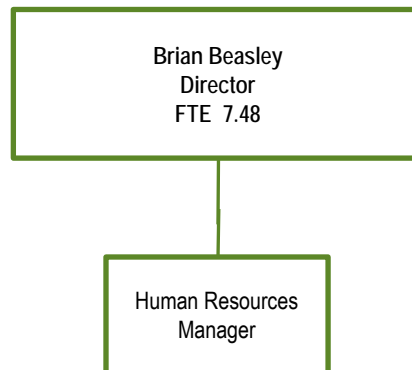 Brian Beasley
Director
FTE 7.48
Human Resources
Manager